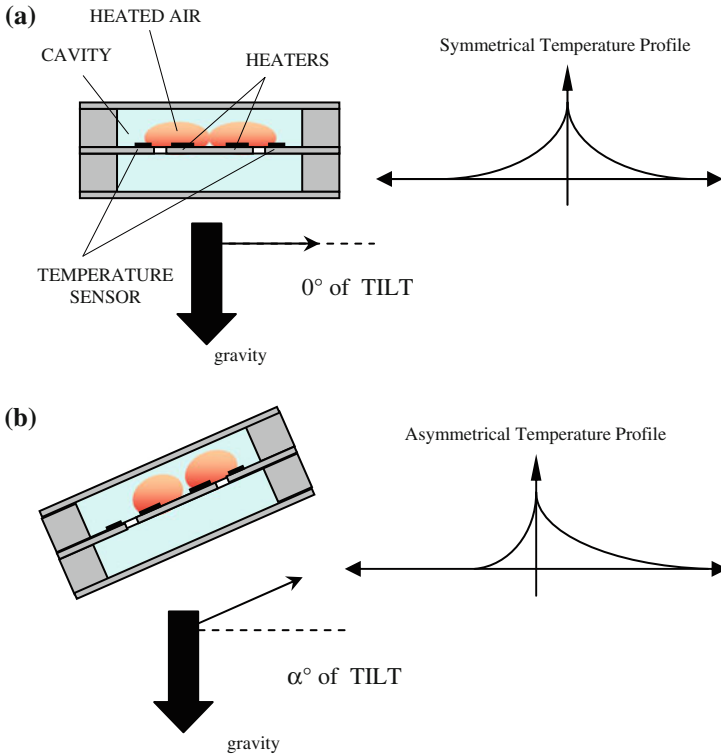 (a)
HEATED AIR
CAVITY
HEATERS
Symmetrical Temperature Profile
TEMPERATURE
SENSOR
0° of TILT
gravity
(b)
Asymmetrical Temperature Profile
α° of TILT
gravity